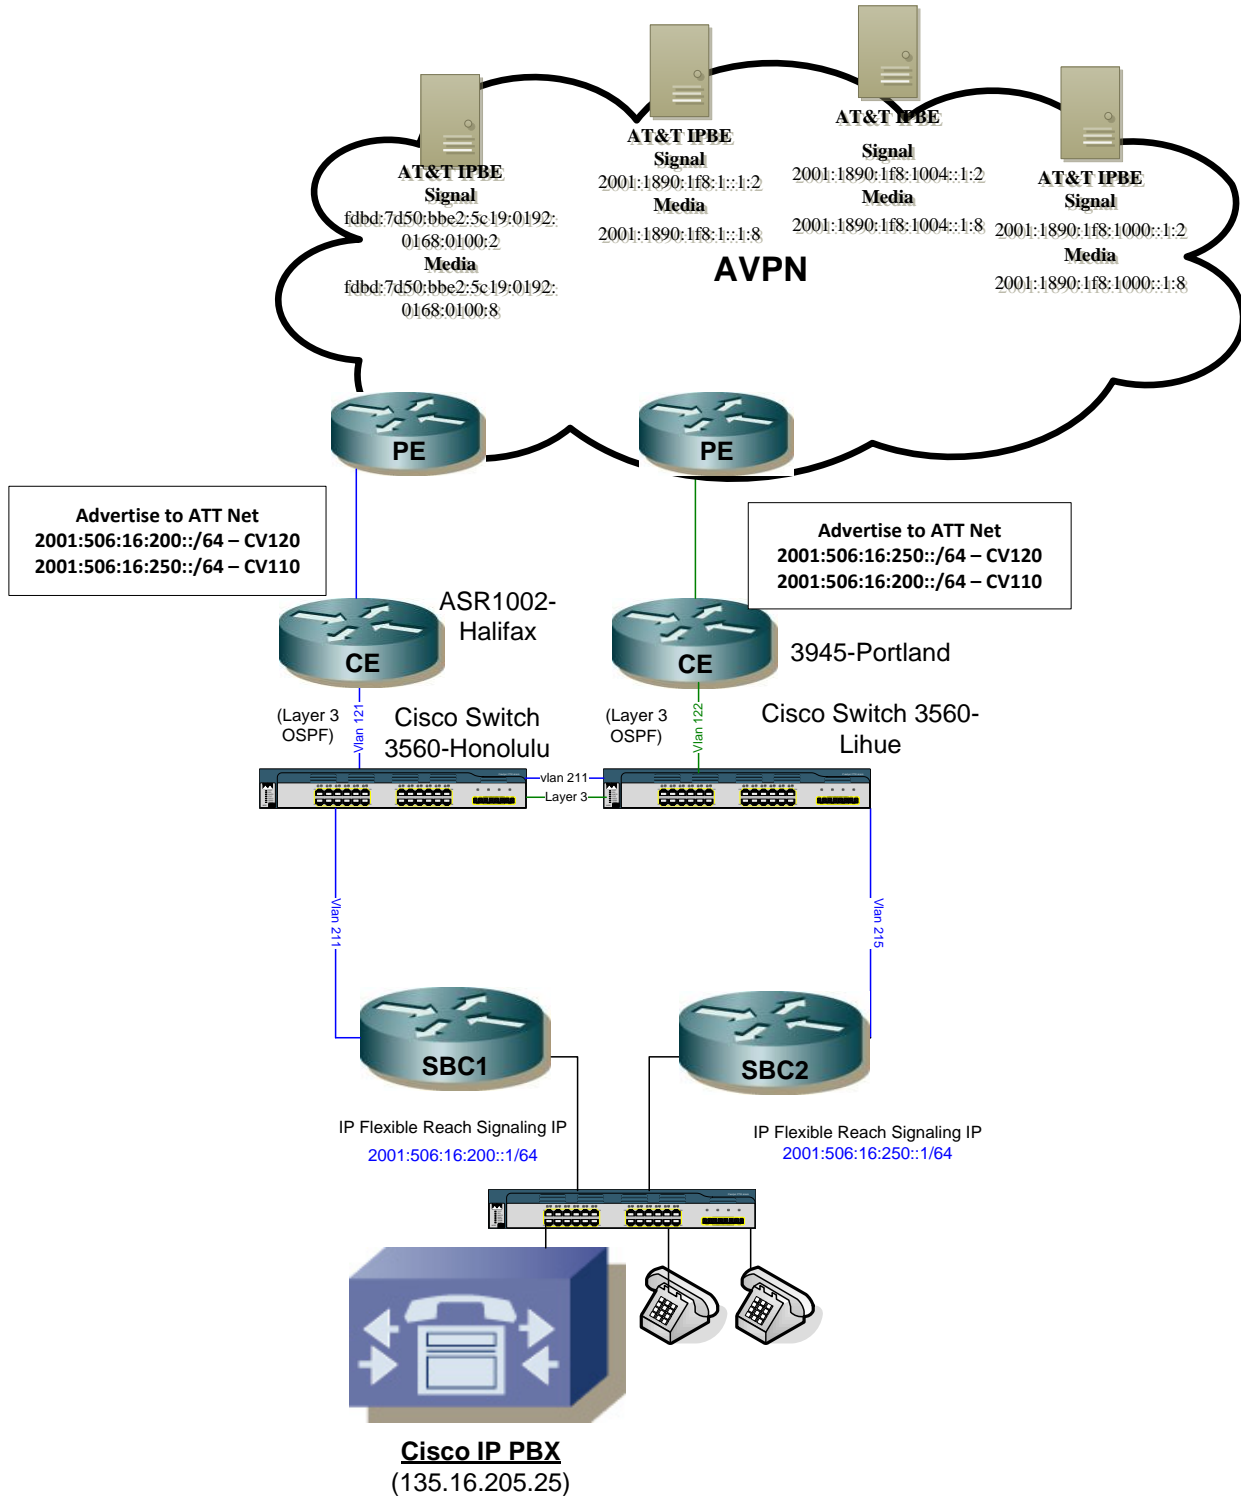 AT&T IPBE
Signal
fdbd:7d50:bbe2:5c19:0192:
0168:0100:2
Media
fdbd:7d50:bbe2:5c19:0192:
0168:0100:8
AT&T IPBE
Signal
2001:1890:1f8:1::1:2
Media
2001:1890:1f8:1::1:8
AT&T IPBE
Signal
2001:1890:1f8:1004::1:2
Media
2001:1890:1f8:1004::1:8
AT&T IPBE
Signal
2001:1890:1f8:1000::1:2
Media
2001:1890:1f8:1000::1:8
AVPN
PE
PE
Advertise to ATT Net
2001:506:16:200::/64 – CV120
2001:506:16:250::/64 – CV110
Advertise to ATT Net
2001:506:16:250::/64 – CV120
2001:506:16:200::/64 – CV110
CE
ASR1002-
Halifax
CE
3945-Portland
(Layer 3
OSPF)
Vlan 121
Cisco Switch
3560-Honolulu
(Layer 3
OSPF)
Vlan 122
Cisco Switch 3560-
Lihue
vlan 211
Layer 3
Vlan 211
Vlan 215
SBC1
SBC2
IP Flexible Reach Signaling IP
2001:506:16:200::1/64
IP Flexible Reach Signaling IP
2001:506:16:250::1/64
Cisco IP PBX
(135.16.205.25)